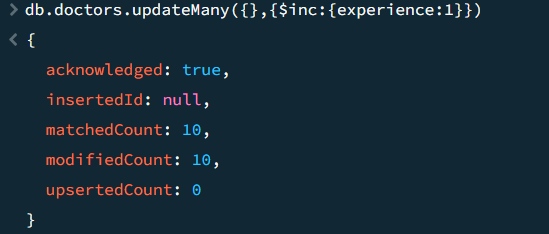 > db.doctors.updateMany({},{$inc:{experience:1}})
< {
acknowledged: true,
insertedId: null,
matchedCount: 10,
modifiedCount: 10,
upsertedCount: 0
}